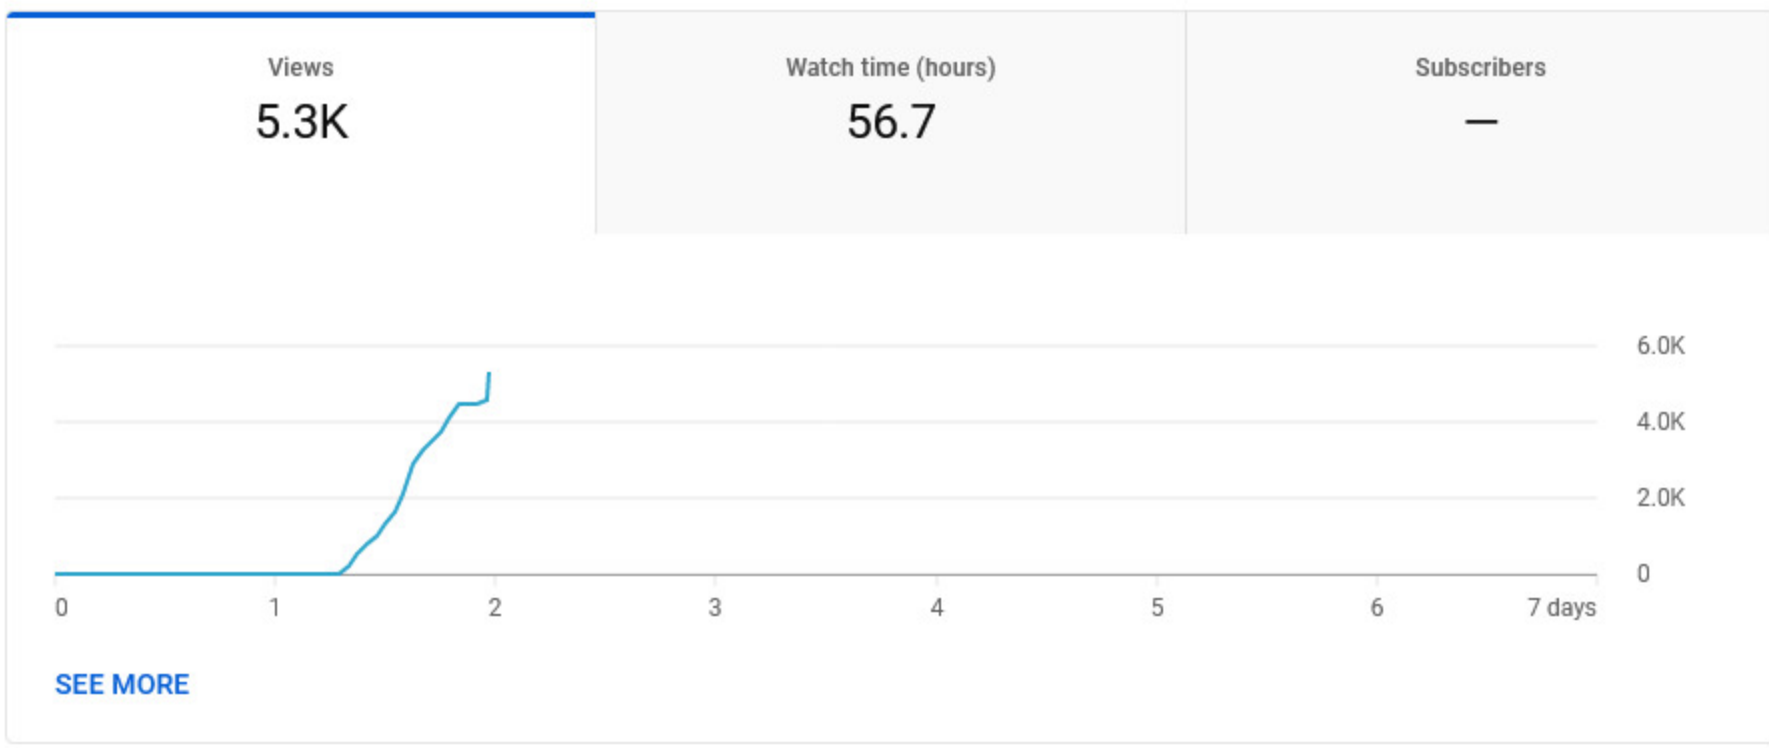 Views
5.3K
Watch time (hours)
56.7
Subscribers
—
6.0K
4.0K
2.0K
0
0 1 2 3 4 5 6 7 days
SEE MORE